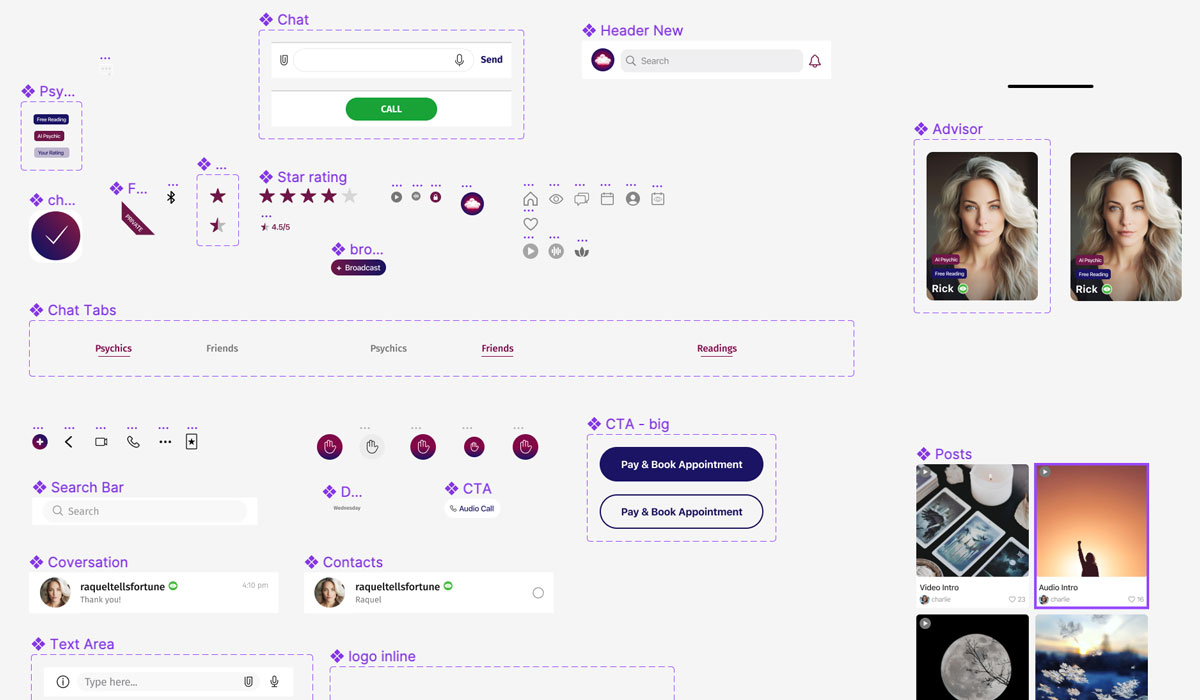 Chat
Send
CALL
Header New
Search
Psy...
Free Reading
AI Psychic
Your Rating
Advisor
AI Psychic
Free Reading
Rick
AI Psychic
Free Reading
Rick
ch...
F...
PRIVATE
...
Star rating
4.5/5
bro...
+ Broadcast
Chat Tabs
Psychics
Friends
Psychics
Friends
Readings
CTA - big
Pay & Book Appointment
Pay & Book Appointment
Search Bar
Search
D...
Wednesday
CTA
Audio Call
Posts
Video Intro
charlie
23
Audio Intro
charlie
16
Coversation
raqueltellsfortune
4:10 pm
Thank you!
Contacts
raqueltellsfortune
Raquel
Text Area
Type here...
logo inline